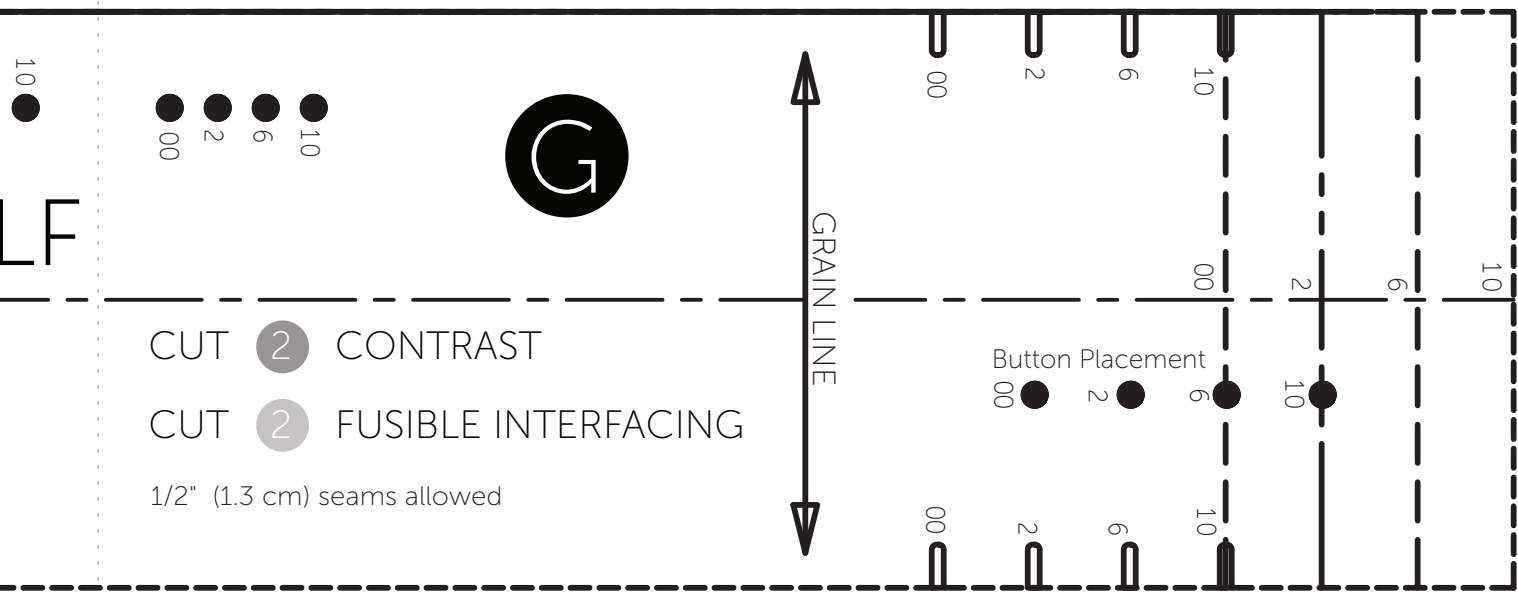 10
00 2 6 10
G
LF
GRAIN LINE
00 2 6 10
00 2 6 10
CUT 2 CONTRAST
CUT 2 FUSIBLE INTERFACING
1/2" (1.3 cm) seams allowed
Button Placement
00 2 6 10
00 2 6 10